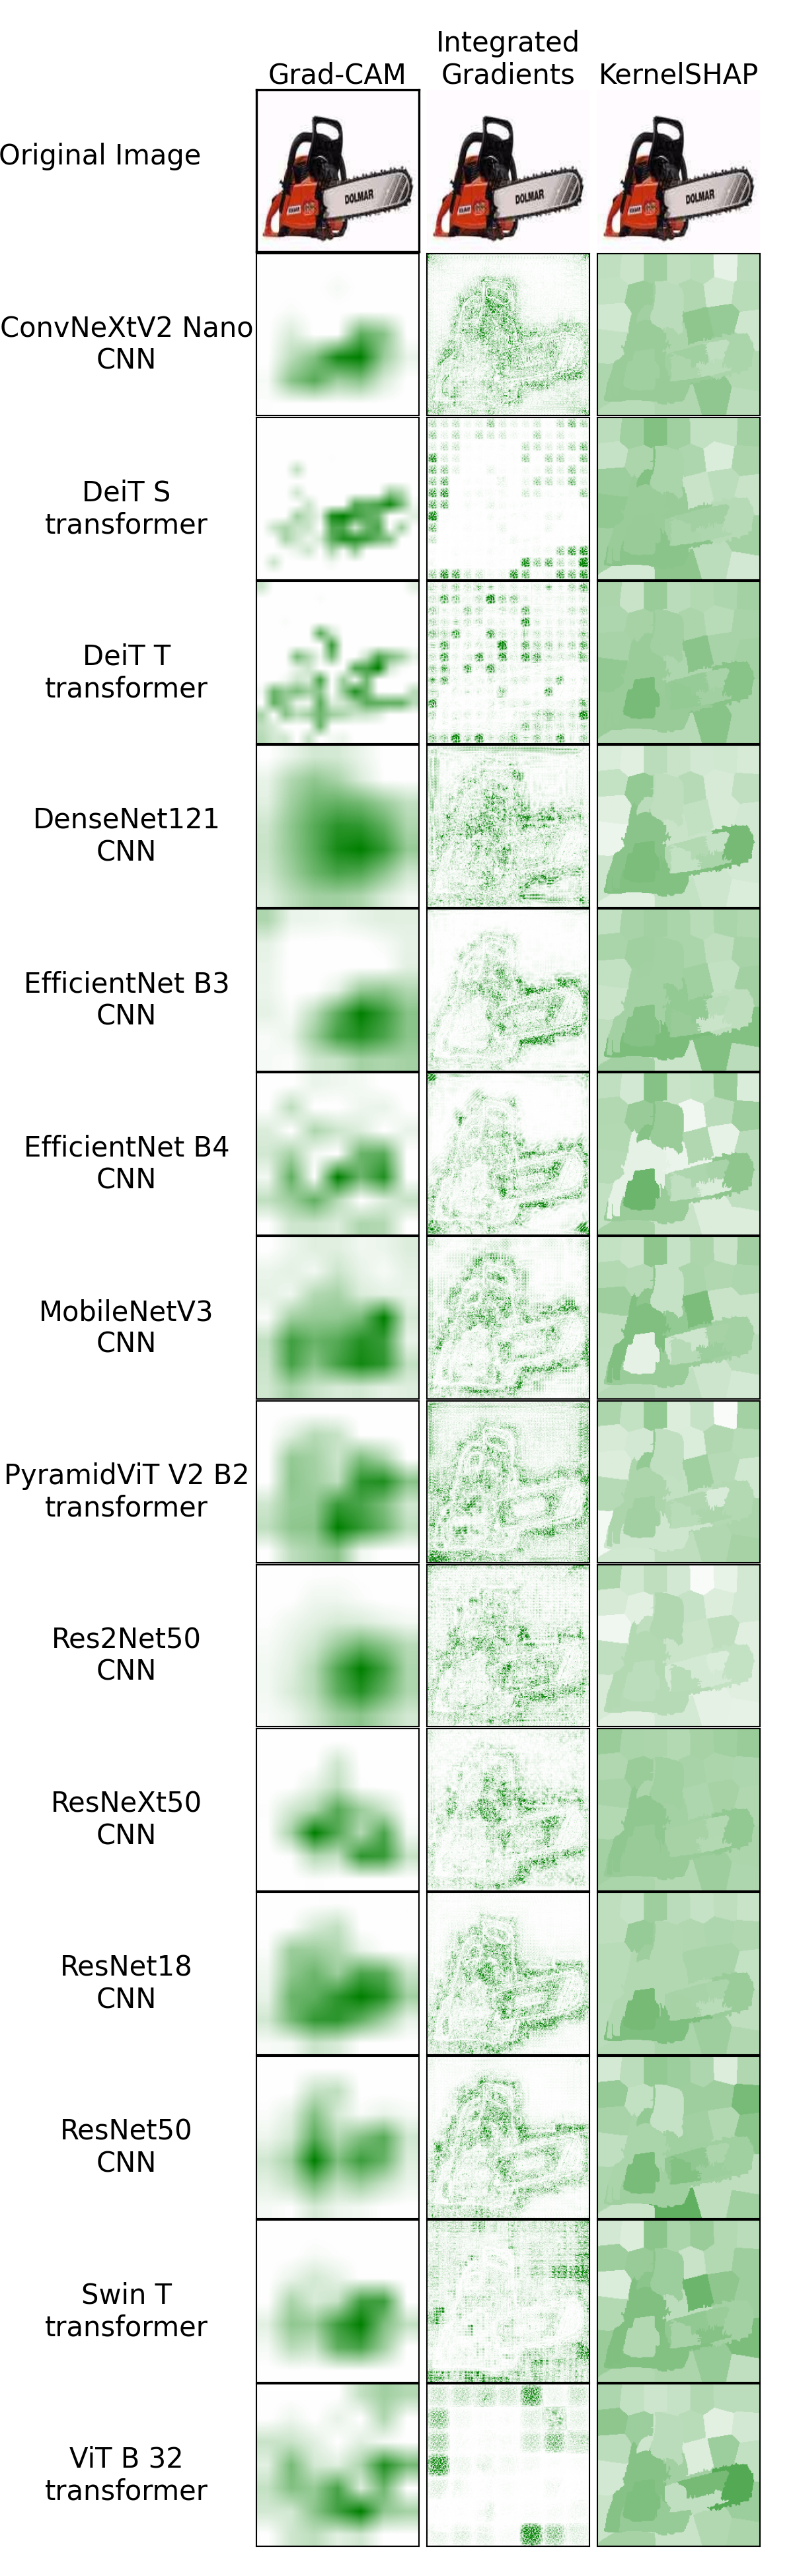 Integrated
Grad-CAM Gradients KernelSHAP
Original Image
DOLMAR DOLMAR DOLMAR
ConvNeXtV2 Nano
CNN
DeiT S
transformer
DeiT T
transformer
DenseNet121
CNN
EfficientNet B3
CNN
EfficientNet B4
CNN
MobileNetV3
CNN
PyramidViT V2 B2
transformer
Res2Net50
CNN
ResNeXt50
CNN
ResNet18
CNN
ResNet50
CNN
Swin T
transformer
ViT B 32
transformer